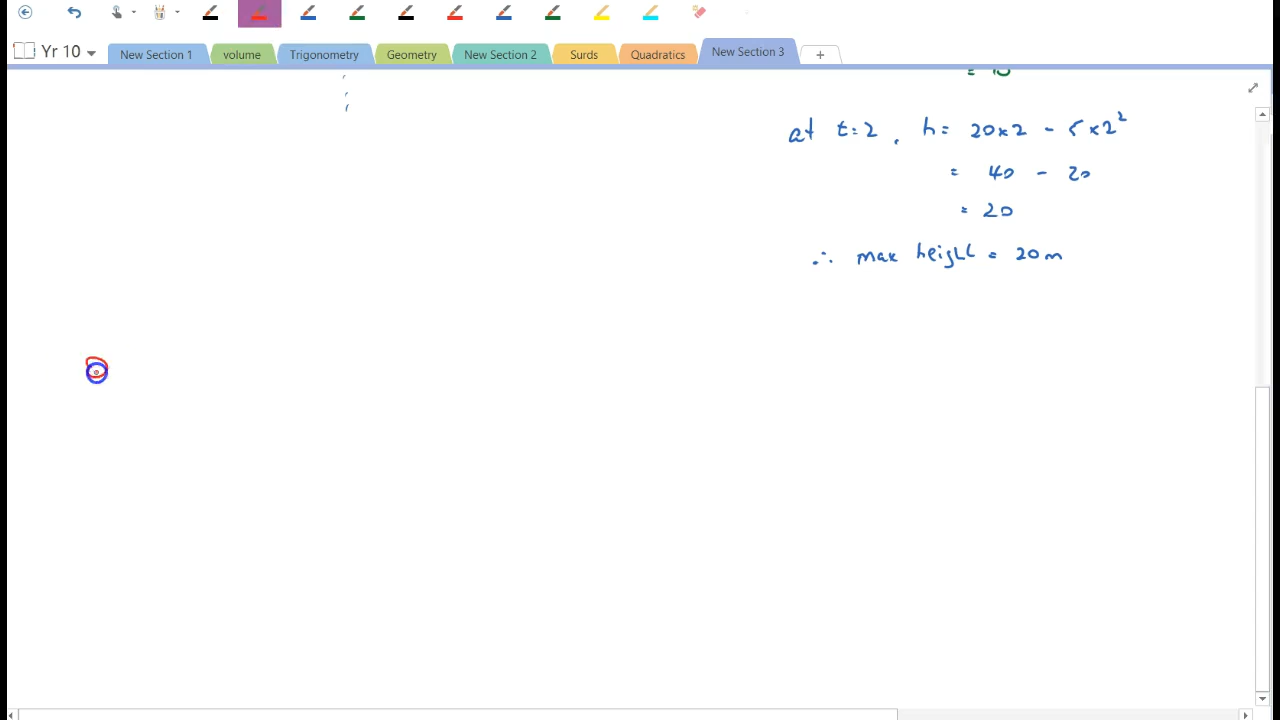 Yr 10
New Section 1 volume Trigonometry Geometry New Section 2 Surds Quadratics New Section 3 +
at t=2, h= 20×2 - 5×2²
= 40 - 20
= 20
∴ max height = 20m